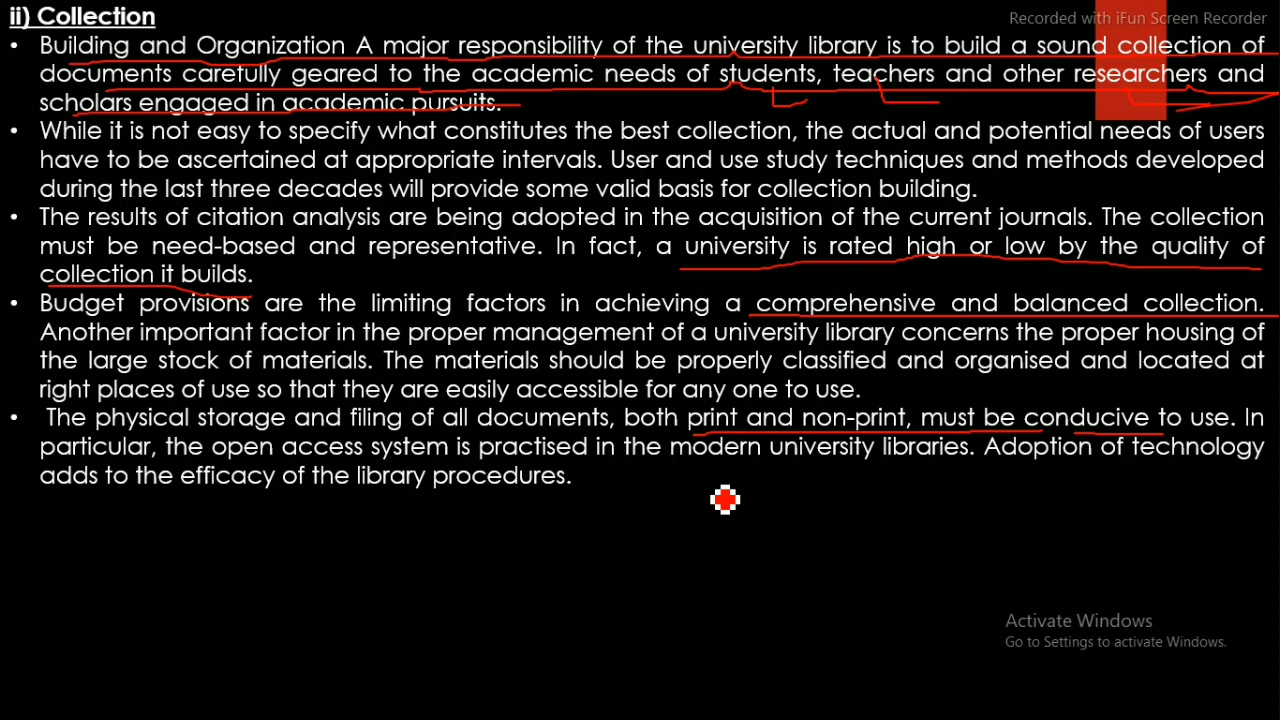 ii) Collection
Recorded with iFun Screen Recorder
• Building and Organization A major responsibility of the university library is to build a sound collection of
documents carefully geared to the academic needs of students, teachers and other researchers and
scholars engaged in academic pursuits.
• While it is not easy to specify what constitutes the best collection, the actual and potential needs of users
have to be ascertained at appropriate intervals. User and use study techniques and methods developed
during the last three decades will provide some valid basis for collection building.
• The results of citation analysis are being adopted in the acquisition of the current journals. The collection
must be need-based and representative. In fact, a university is rated high or low by the quality of
collection it builds.
• Budget provisions are the limiting factors in achieving a comprehensive and balanced collection.
Another important factor in the proper management of a university library concerns the proper housing of
the large stock of materials. The materials should be properly classified and organised and located at
right places of use so that they are easily accessible for any one to use.
• The physical storage and filing of all documents, both print and non-print, must be conducive to use. In
particular, the open access system is practised in the modern university libraries. Adoption of technology
adds to the efficacy of the library procedures.
Activate Windows
Go to Settings to activate Windows.